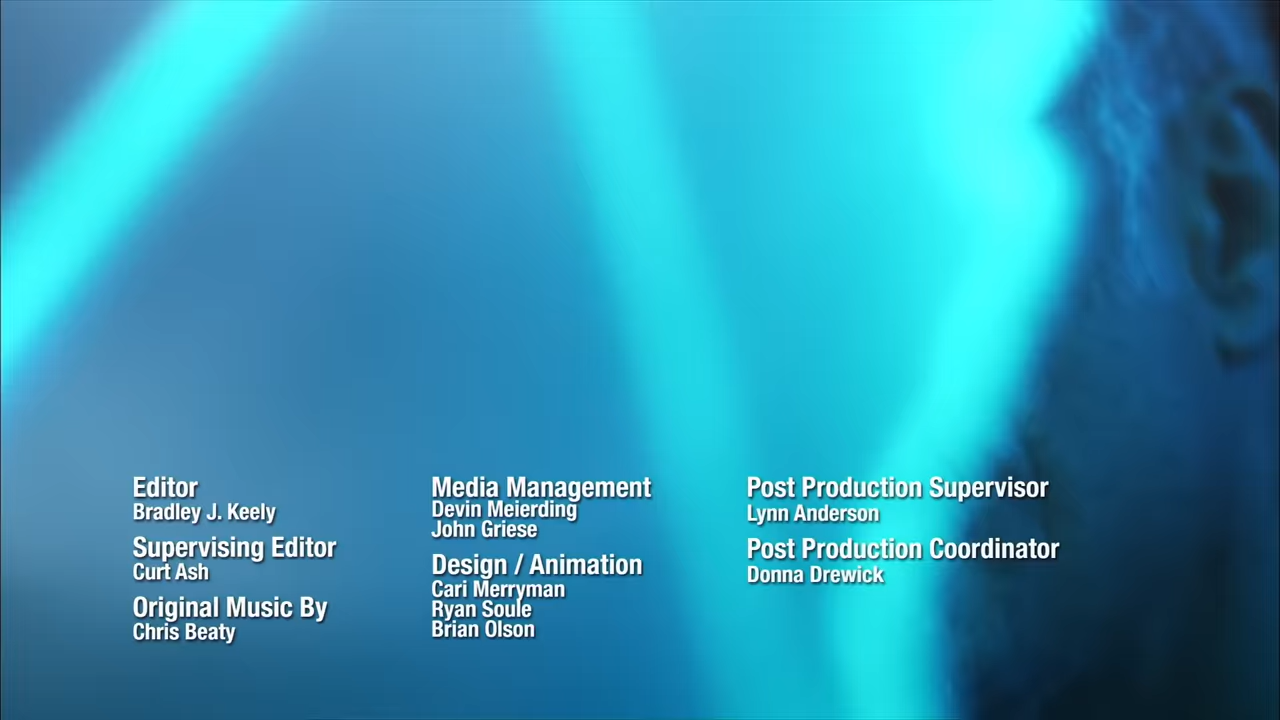 Editor
Bradley J. Keely
Supervising Editor
Curt Ash
Original Music By
Chris Beaty
Media Management
Devin Meierding
John Griese
Design / Animation
Cari Merryman
Ryan Soule
Brian Olson
Post Production Supervisor
Lynn Anderson
Post Production Coordinator
Donna Drewick